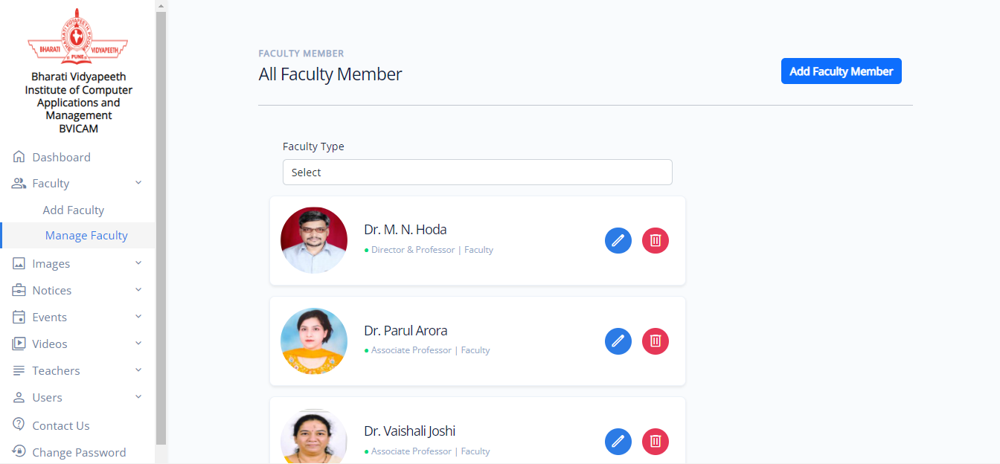 BHARATI VIDYAPEETH
PUNE
Bharati Vidyapeeth
Institute of Computer
Applications and
Management
BVICAM
Dashboard
Faculty
Add Faculty
Manage Faculty
Images
Notices
Events
Videos
Teachers
Users
Contact Us
Change Password
FACULTY MEMBER
All Faculty Member
Add Faculty Member
Faculty Type
Select
Dr. M. N. Hoda
● Director & Professor | Faculty
Dr. Parul Arora
● Associate Professor | Faculty
Dr. Vaishali Joshi
● Associate Professor | Faculty